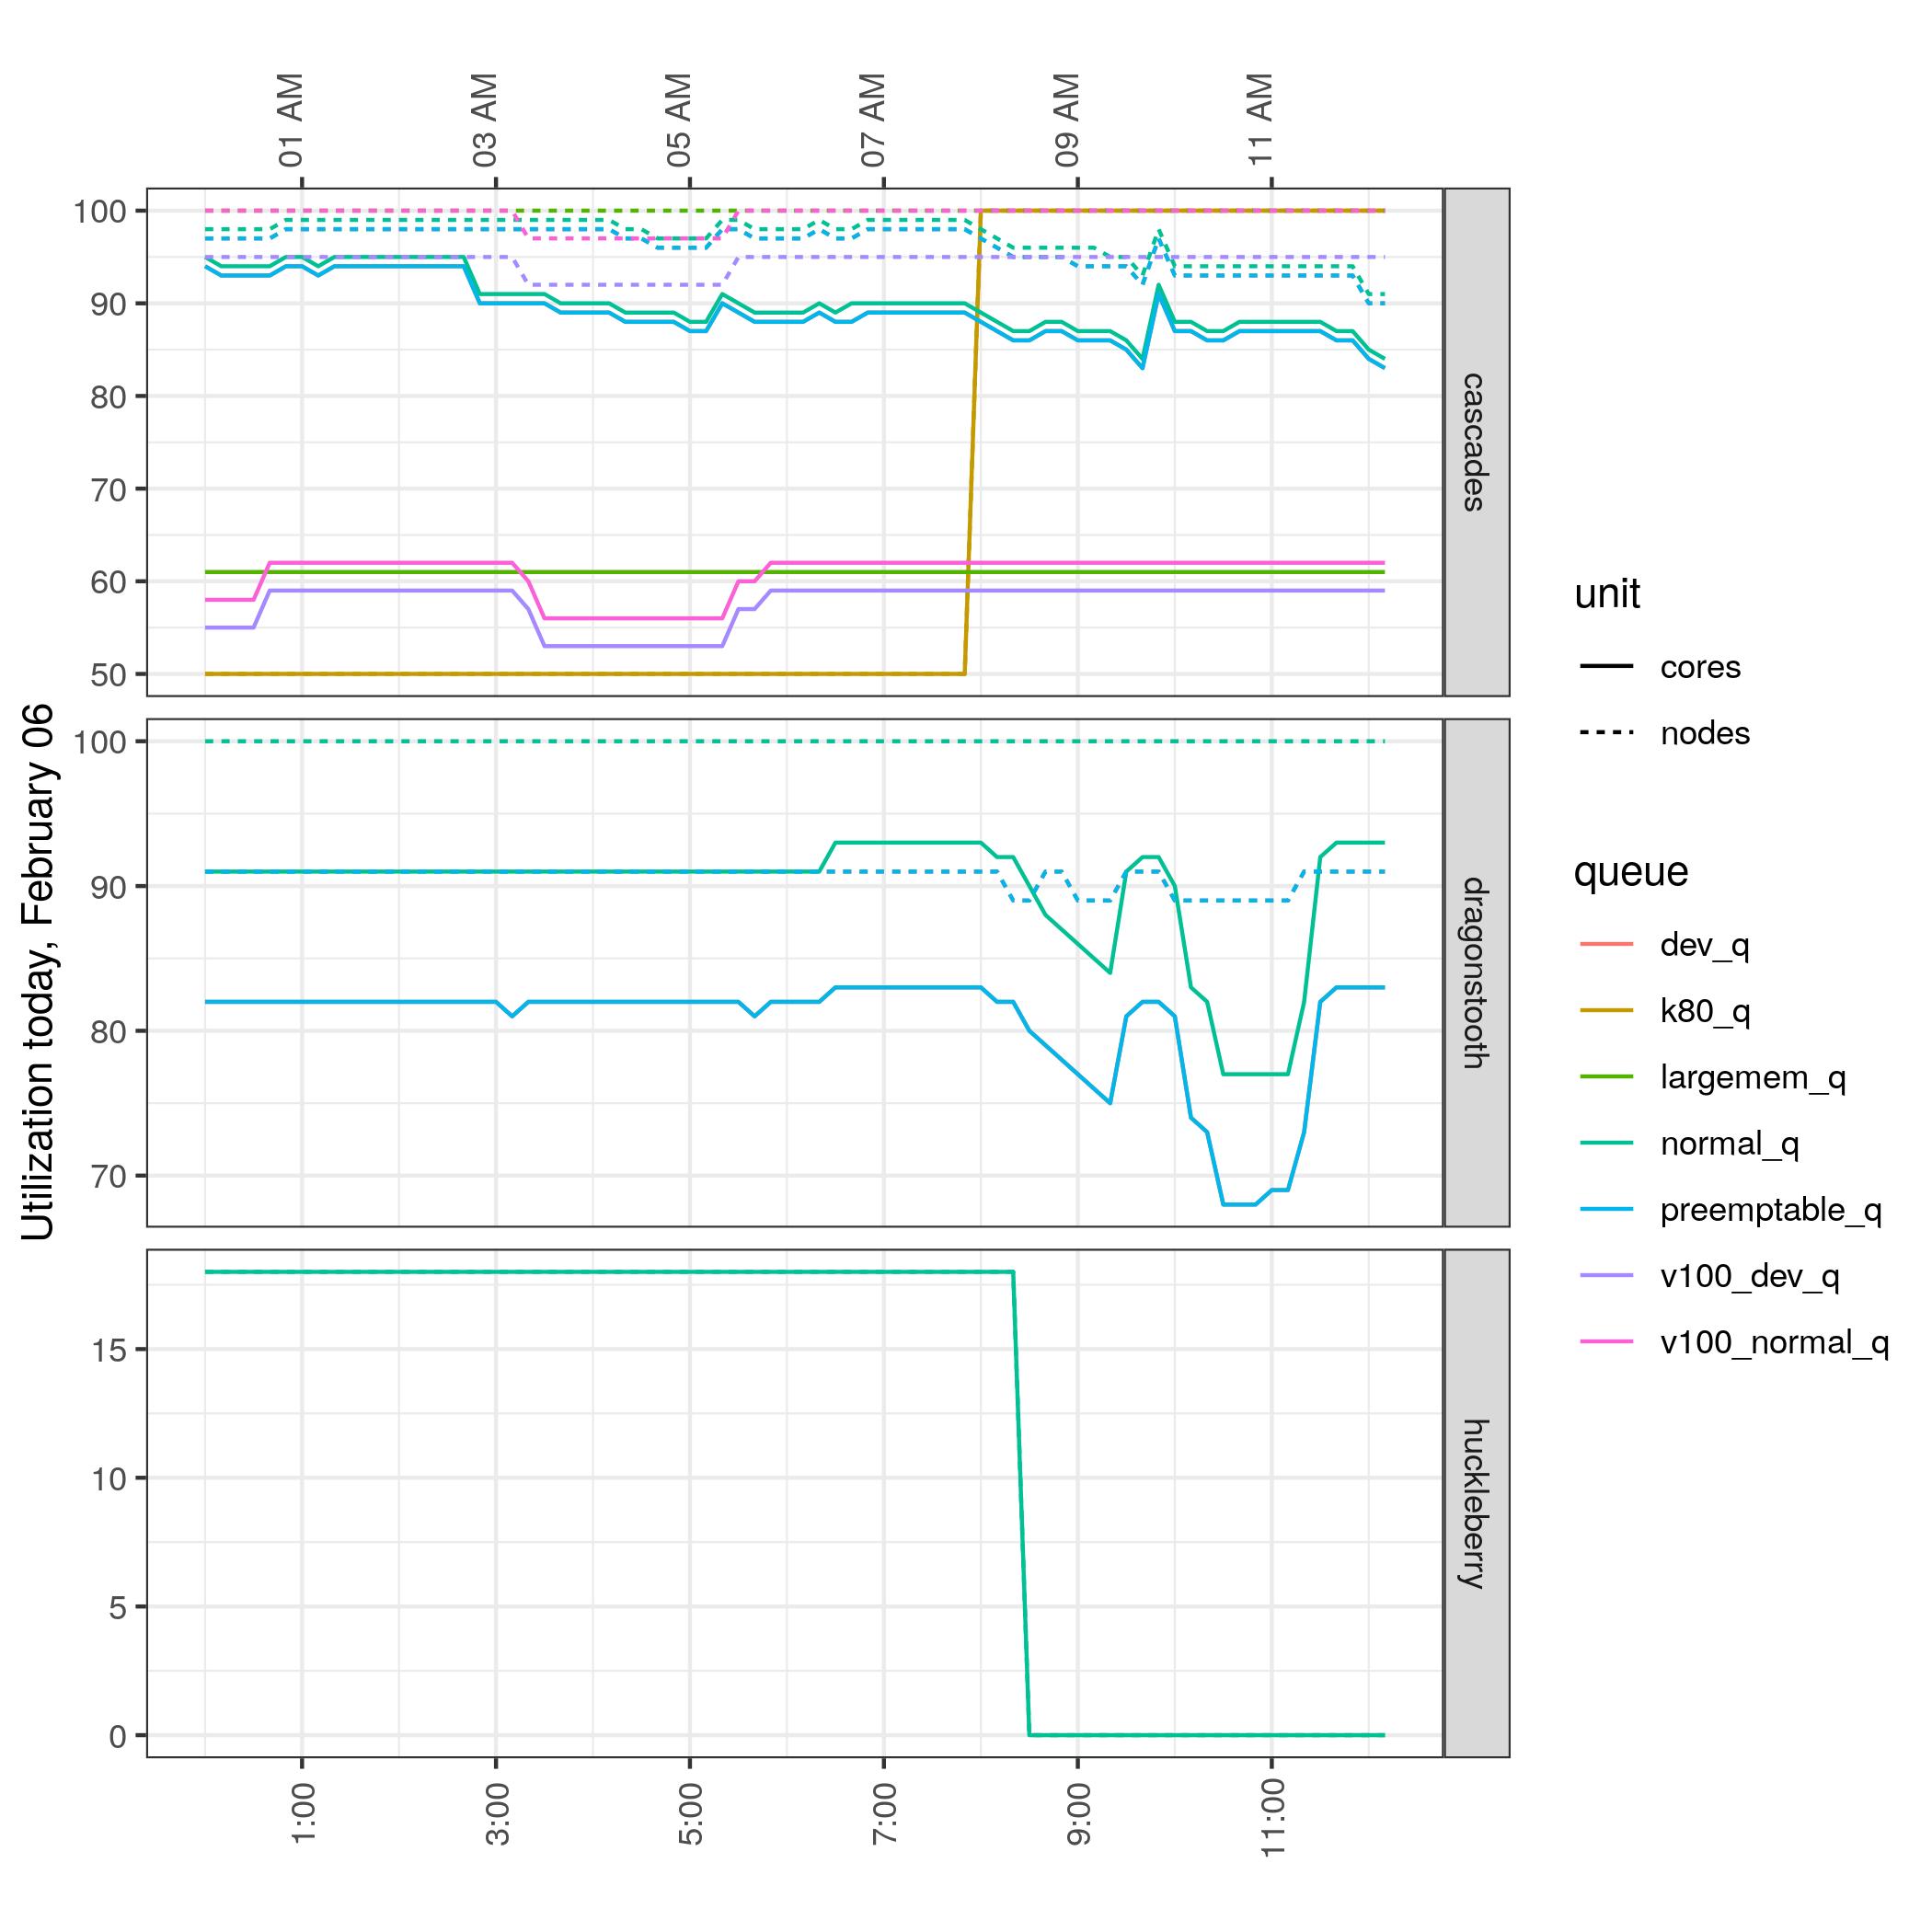 01 AM
03 AM
05 AM
07 AM
09 AM
11 AM
Utilization today, February 06
100
90
80
70
60
50
cascades
100
90
80
70
dragonstooth
15
10
5
0
huckleberry
1:00
3:00
5:00
7:00
9:00
11:00
unit
cores
nodes
queue
dev_q
k80_q
largemem_q
normal_q
preemptable_q
v100_dev_q
v100_normal_q